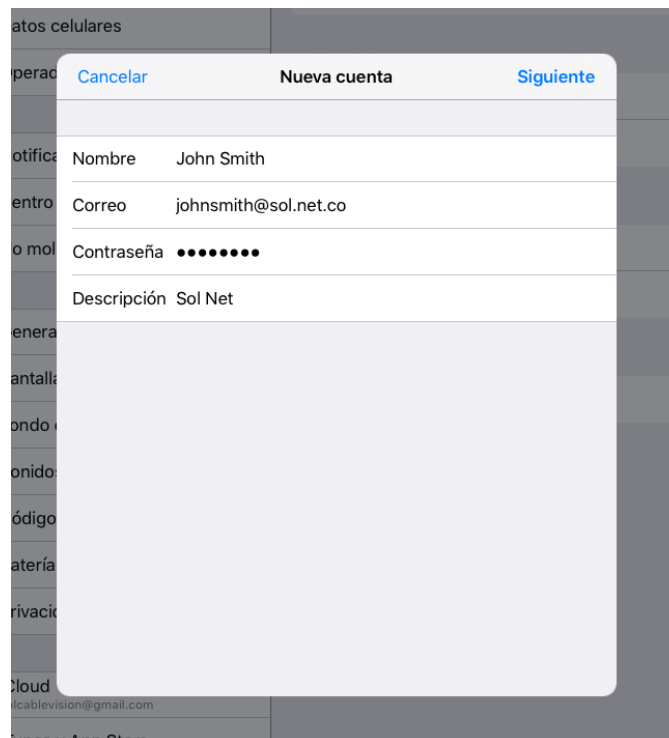 atos celulares
Cancelar Nueva cuenta Siguiente
Nombre John Smith
Correo johnsmith@sol.net.co
Contraseña ●●●●●●●●
Descripción Sol Net
perad
otifica
entro
o mol
enera
antalla
ondo
onido
ódigo
atería
rivacio
Cloud
lcablevision@gmail.com